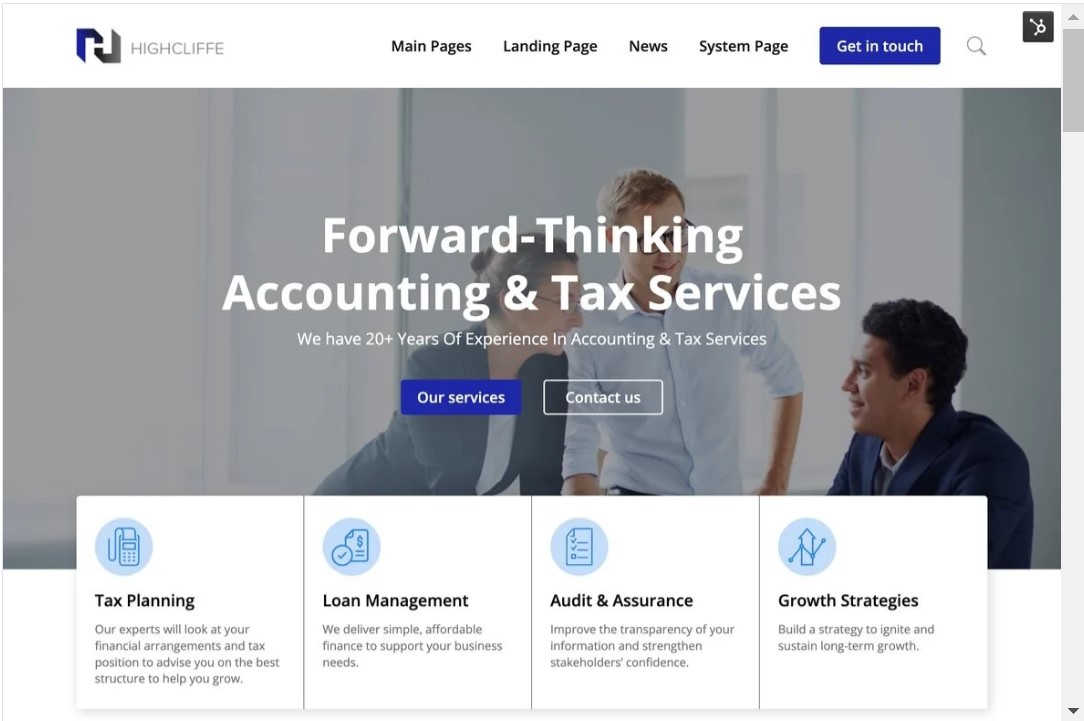 HIGHCLIFFE
Main Pages
Landing Page
News
System Page
Get in touch
Forward-Thinking
Accounting & Tax Services
We have 20+ Years Of Experience In Accounting & Tax Services
Our services
Contact us
Tax Planning
Our experts will look at your
financial arrangements and tax
position to advise you on the best
structure to help you grow.
Loan Management
We deliver simple, affordable
finance to support your business
needs.
Audit & Assurance
Improve the transparency of your
information and strengthen
stakeholders’ confidence.
Growth Strategies
Build a strategy to ignite and
sustain long-term growth.